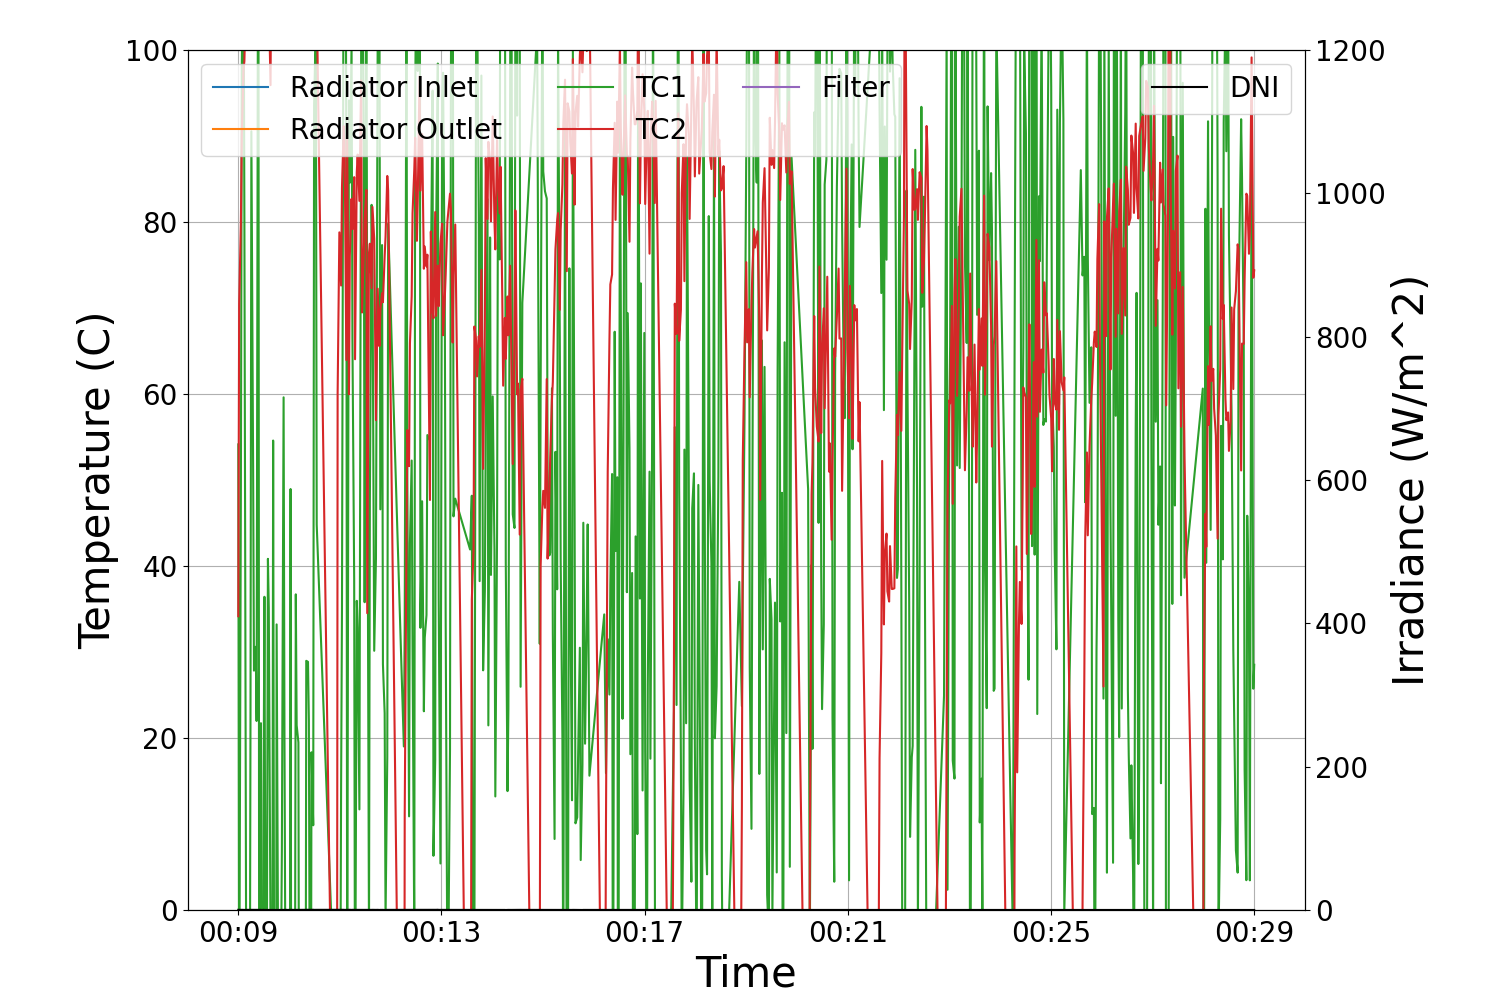 100
80
60
40
20
0
Temperature (C)
Radiator Inlet
Radiator Outlet
TC1
TC2
Filter
DNI
1200
1000
800
600
400
200
0
Irradiance (W/m^2)
00:09
00:13
00:17
00:21
00:25
00:29
Time